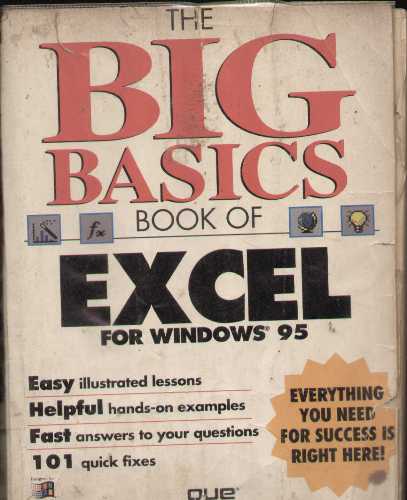 THE
BIG
BASICS
BOOK OF
fx
EXCEL
FOR WINDOWS® 95
Easy illustrated lessons
Helpful hands-on examples
Fast answers to your questions
101 quick fixes
EVERYTHING
YOU NEED
FOR SUCCESS IS
RIGHT HERE!
que